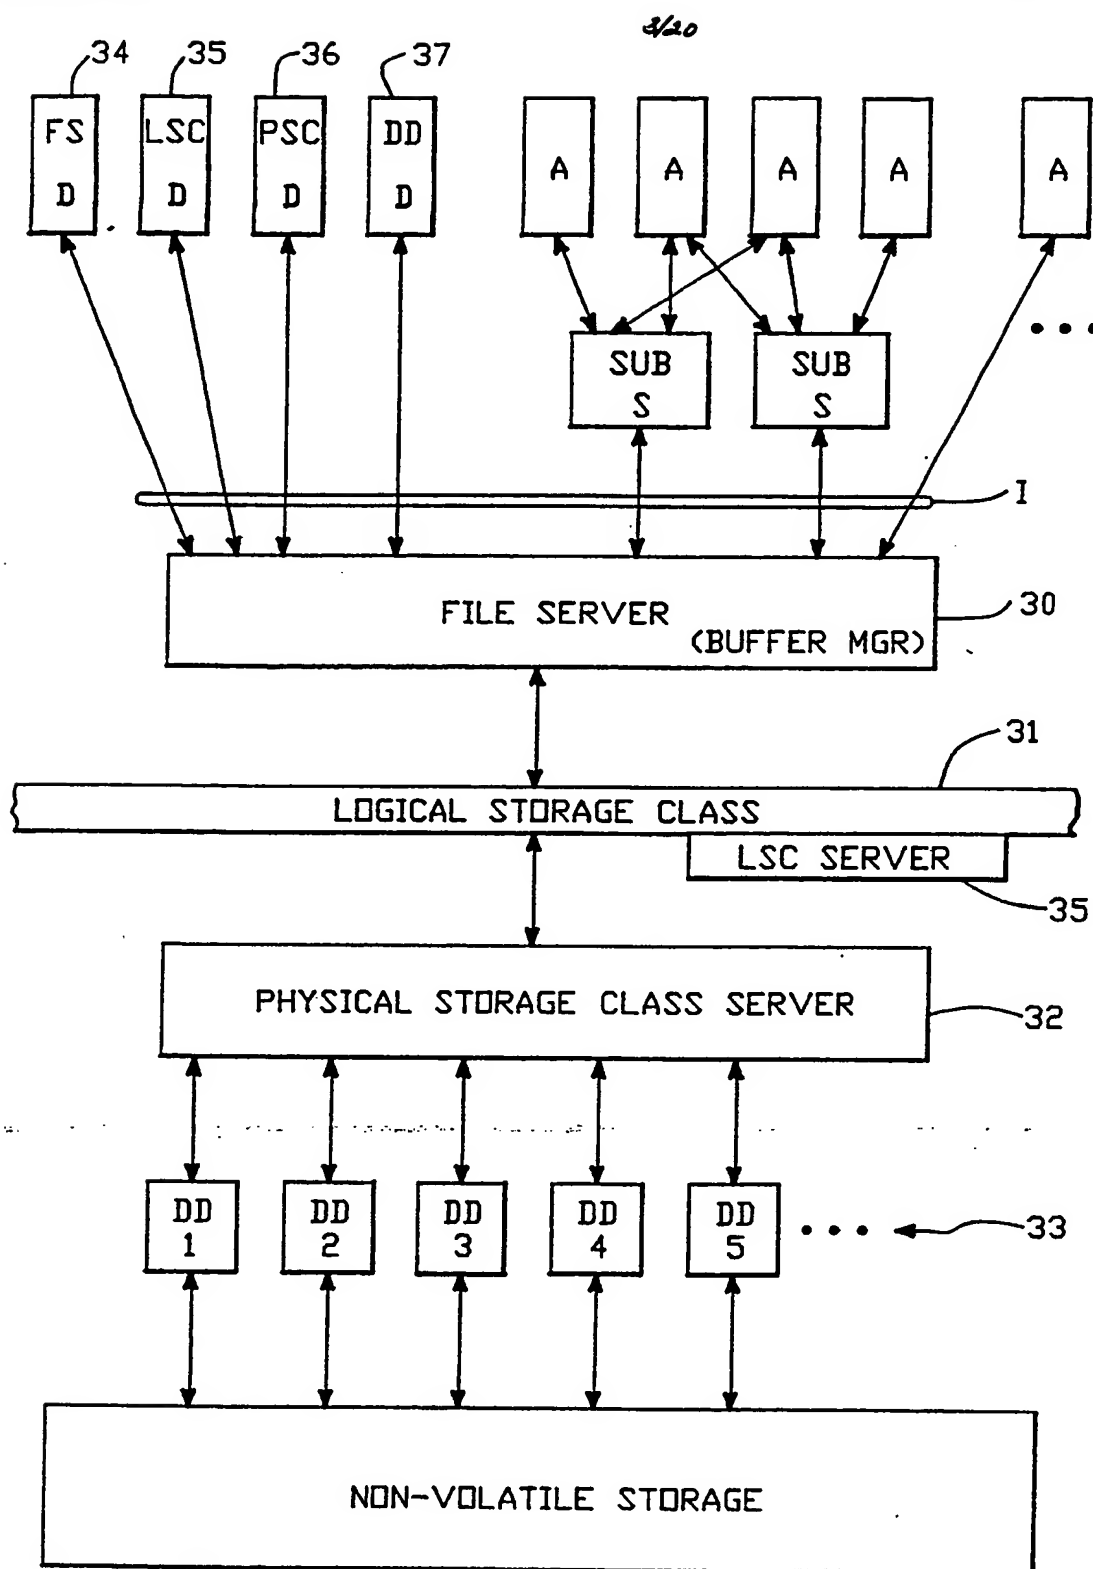 3/20
34 35 36 37
FS LSC PSC DD
D D D D
A A A A A
SUB SUB
S S
I
FILE SERVER
30
(BUFFER MGR)
31
LOGICAL STORAGE CLASS
LSC SERVER
35
PHYSICAL STORAGE CLASS SERVER
32
DD DD DD DD DD
1 2 3 4 5
33
NON-VOLATILE STORAGE